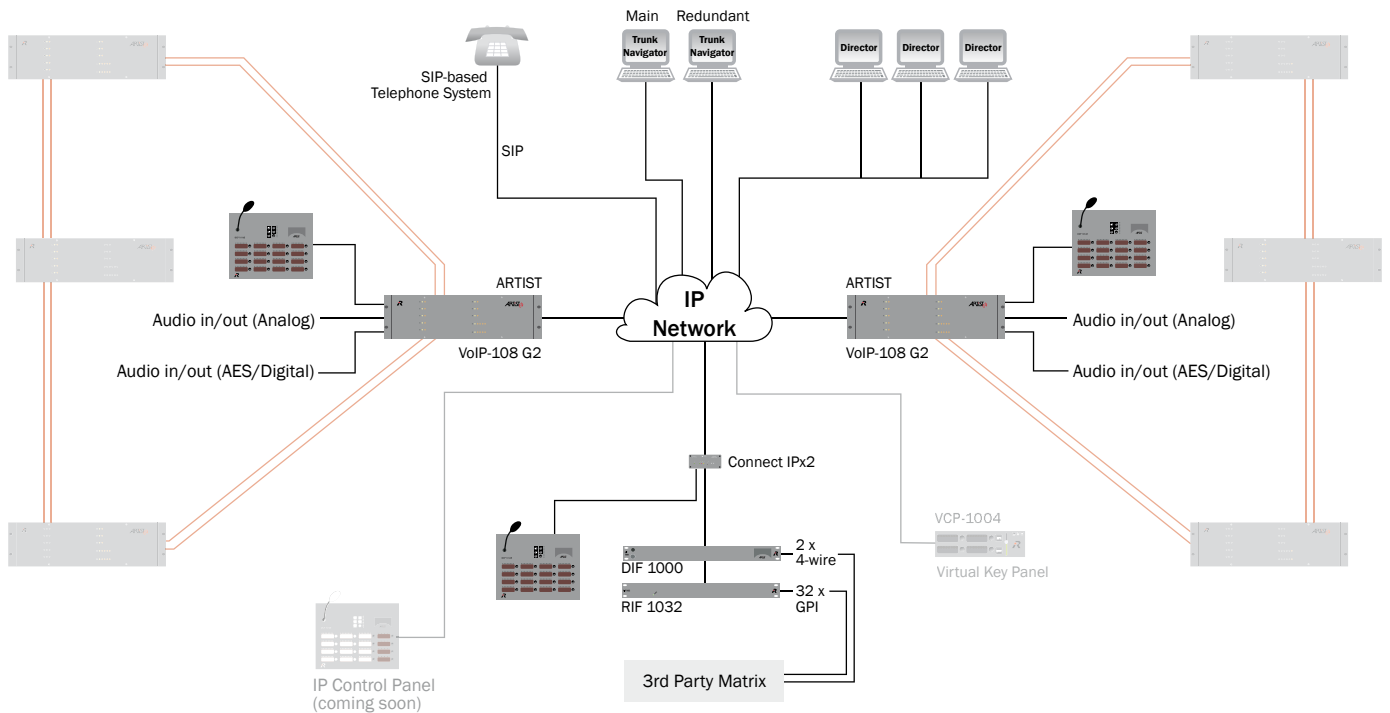 Main
Redundant
Trunk
Navigator
Trunk
Navigator
Director
Director
Director
SIP-based
Telephone System
SIP
ARTIST
VoIP-108 G2
Audio in/out (Analog)
Audio in/out (AES/Digital)
IP
Network
ARTIST
VoIP-108 G2
Audio in/out (Analog)
Audio in/out (AES/Digital)
Connect IPx2
DIF 1000
2 x
4-wire
RIF 1032
32 x
GPI
3rd Party Matrix
VCP-1004
Virtual Key Panel
IP Control Panel
(coming soon)